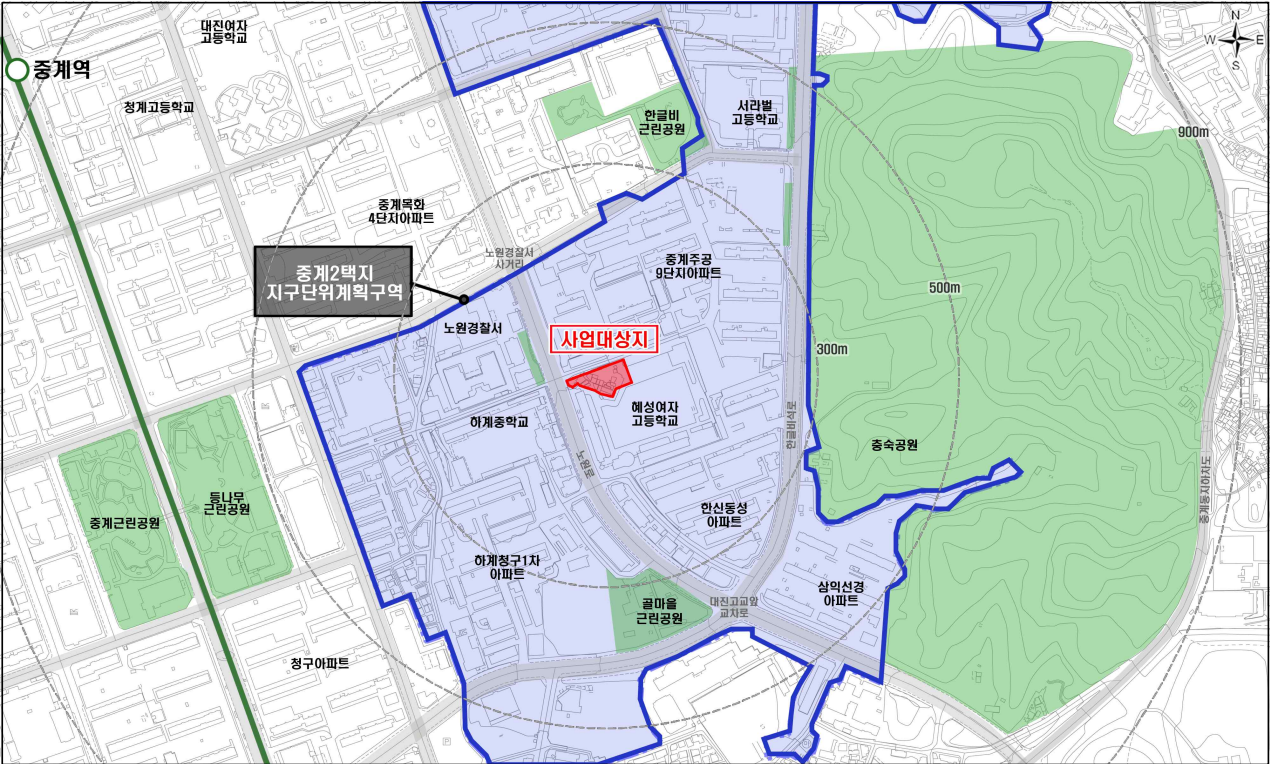 대진여자
고등학교
중계역
청계고등학교
한글비
근린공원
서라벌
고등학교
N
W
E
S
900m
중계목화
4단지아파트
노원경찰서
사거리
중계주공
9단지아파트
중계2택지
지구단위계획구역
500m
노원경찰서
사업대상지
300m
하계중학교
혜성여자
고등학교
한글비석로
충숙공원
노원로
등나무
근린공원
중계근린공원
한신동성
아파트
중계동지하차도
하계청구1차
아파트
골마을
근린공원
대진고교앞
교차로
삼익선경
아파트
청구아파트
P